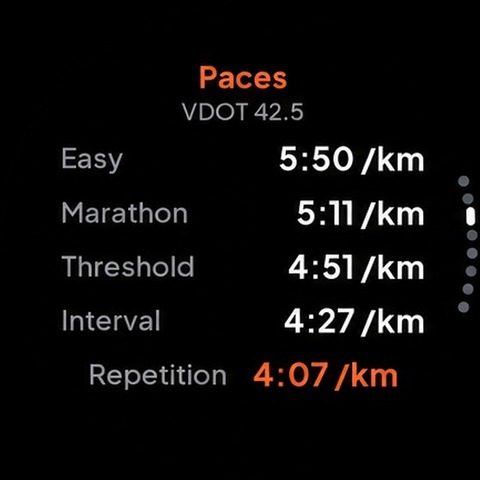 Paces
VDOT 42.5
Easy 5:50 /km
Marathon 5:11 /km
Threshold 4:51 /km
Interval 4:27 /km
Repetition 4:07 /km